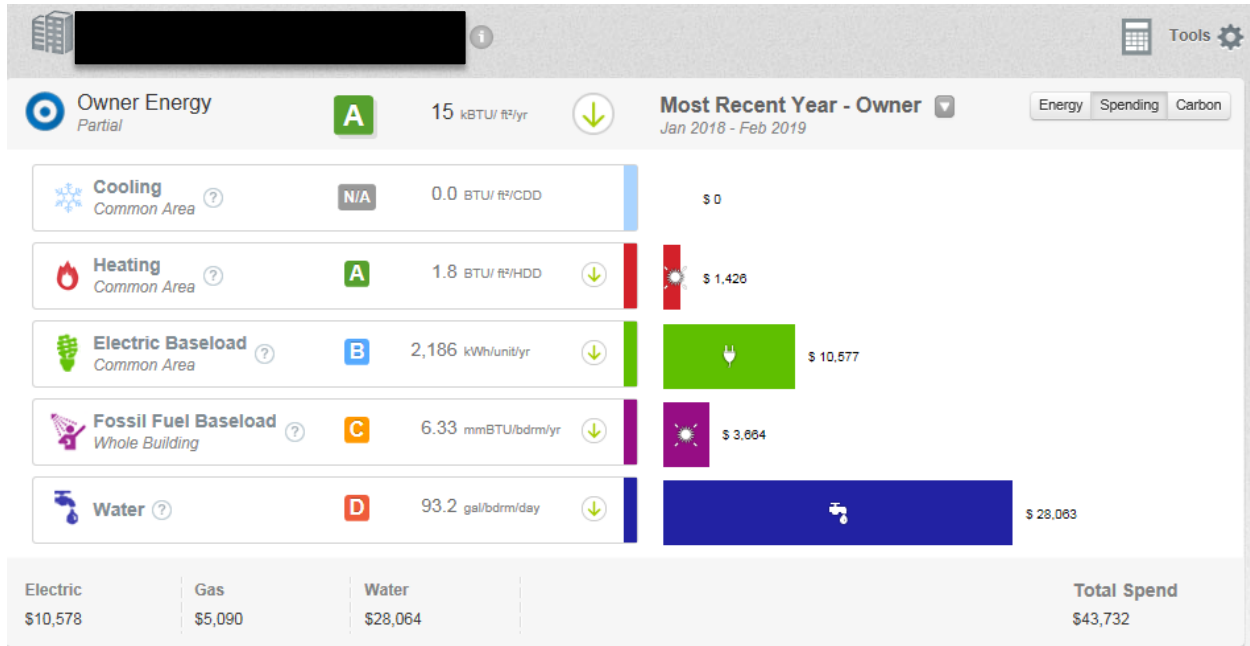 Tools
Owner Energy
Partial
A
15 kBTU/ ft²/yr
Most Recent Year - Owner
Jan 2018 - Feb 2019
Energy Spending Carbon
Cooling
Common Area
?
N/A
0.0 BTU/ ft²/CDD
$ 0
Heating
Common Area
?
A
1.8 BTU/ ft²/HDD
$ 1,426
Electric Baseload
Common Area
?
B
2,186 kWh/unit/yr
$ 10,577
Fossil Fuel Baseload
Whole Building
?
C
6.33 mmBTU/bdrm/yr
$ 3,664
Water ?
D
93.2 gal/bdrm/day
$ 28,063
Electric Gas Water Total Spend
$10,578 $5,090 $28,064 $43,732